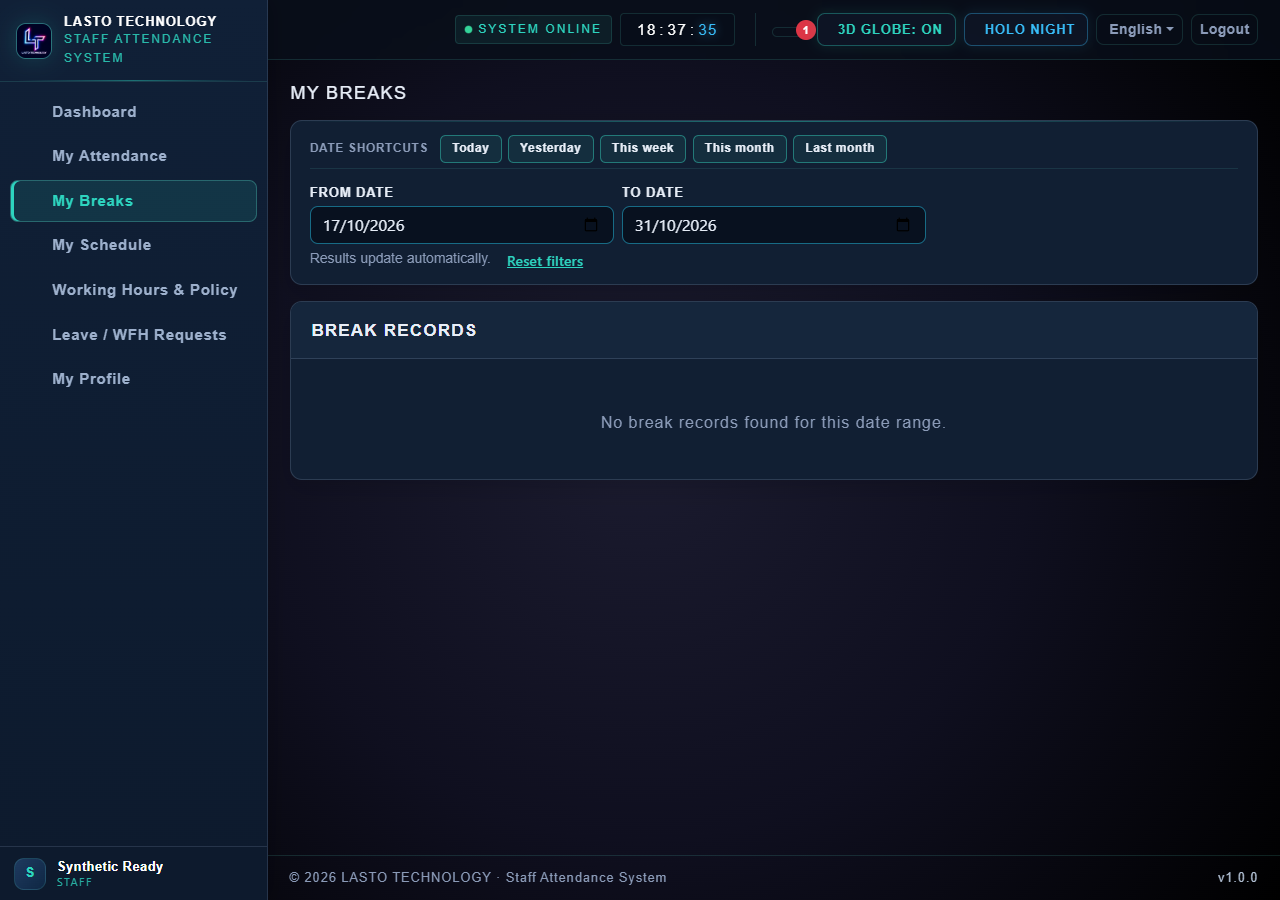 LASTO TECHNOLOGY
STAFF ATTENDANCE
SYSTEM
SYSTEM ONLINE
18:37:35
1
3D GLOBE: ON
HOLO NIGHT
English
Logout
Dashboard
My Attendance
My Breaks
My Schedule
Working Hours & Policy
Leave / WFH Requests
My Profile
MY BREAKS
DATE SHORTCUTS
Today
Yesterday
This week
This month
Last month
FROM DATE
TO DATE
17/10/2026
31/10/2026
Results update automatically.
Reset filters
BREAK RECORDS
No break records found for this date range.
S
Synthetic Ready
STAFF
© 2026 LASTO TECHNOLOGY · Staff Attendance System
v1.0.0